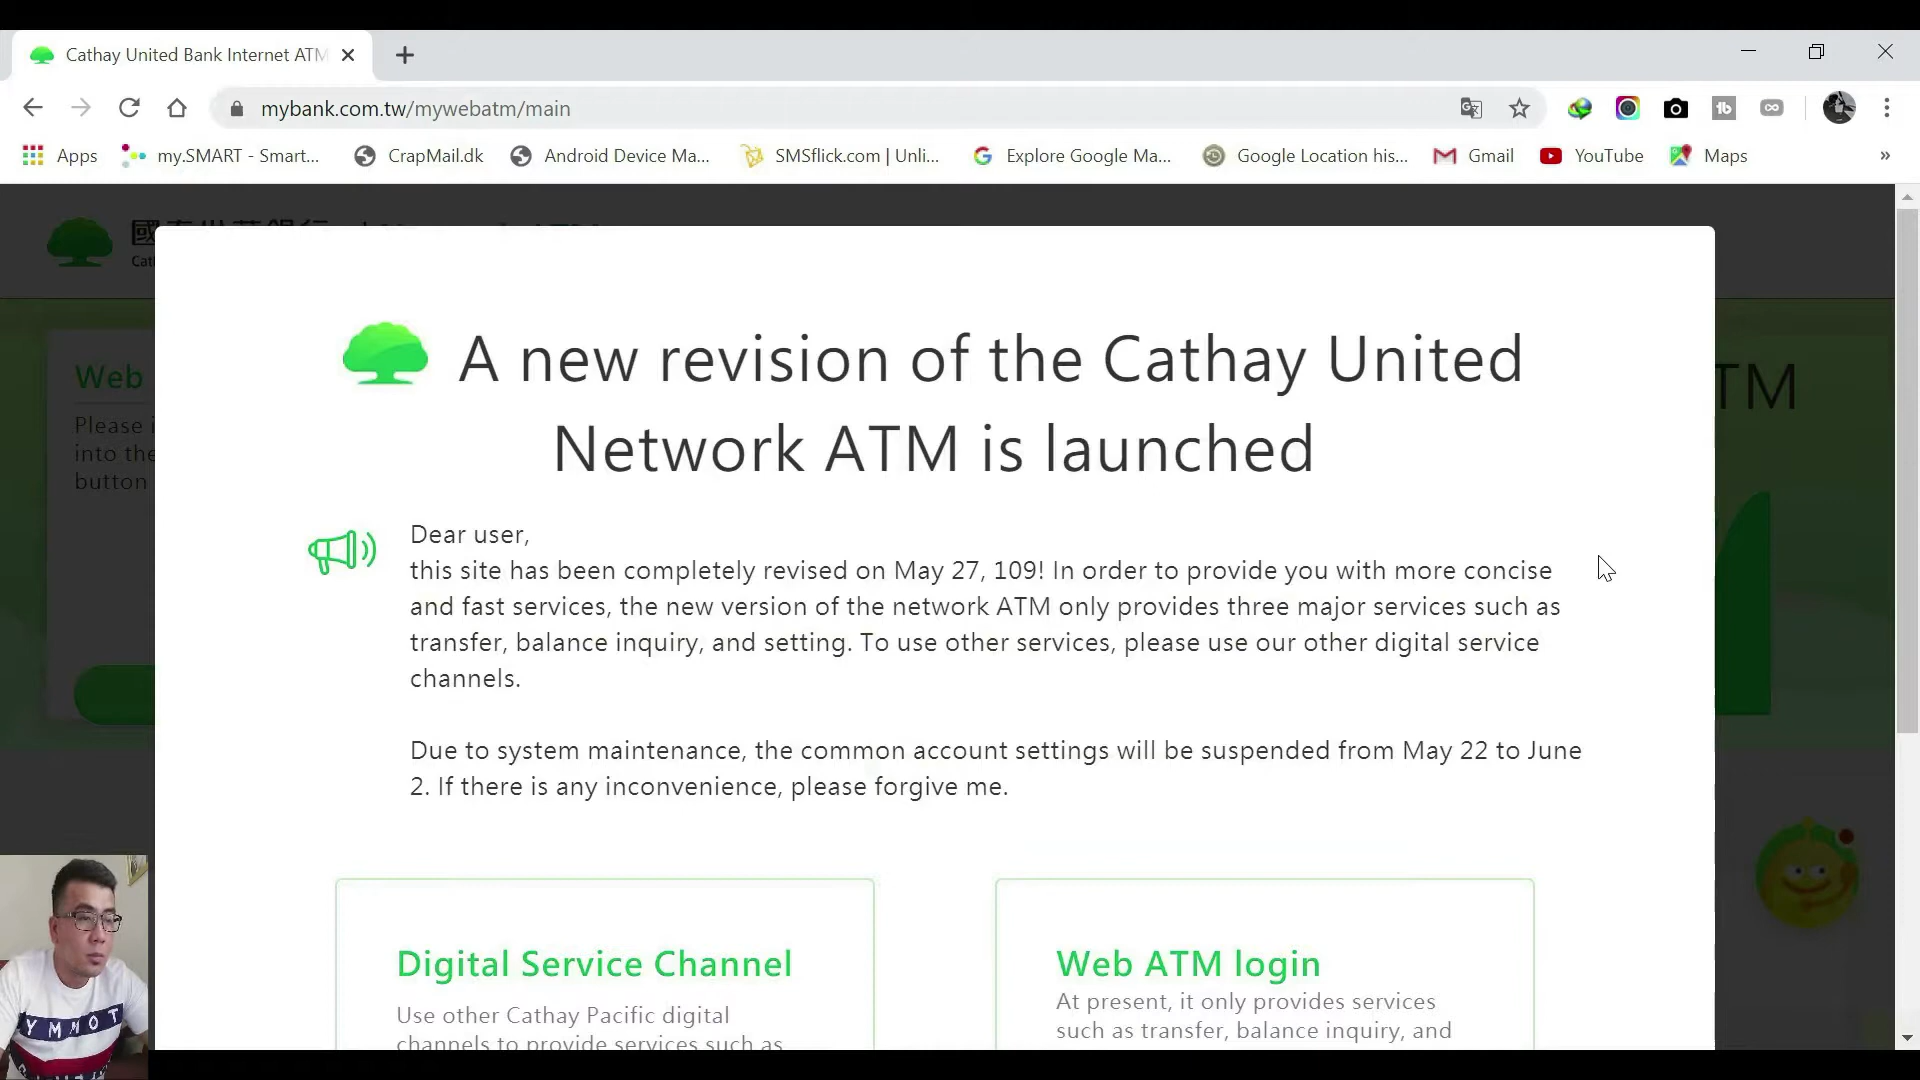 Cathay United Bank Internet ATM
mybank.com.tw/mywebatm/main
Apps
my.SMART - Smart...
CrapMail.dk
Android Device Ma...
SMSflick.com | Unli...
Explore Google Ma...
Google Location his...
Gmail
YouTube
Maps
»
A new revision of the Cathay United
Network ATM is launched
Web
Please i
into the
button
TM
Dear user,
this site has been completely revised on May 27, 109! In order to provide you with more concise
and fast services, the new version of the network ATM only provides three major services such as
transfer, balance inquiry, and setting. To use other services, please use our other digital service
channels.
Due to system maintenance, the common account settings will be suspended from May 22 to June
2. If there is any inconvenience, please forgive me.
Digital Service Channel
Use other Cathay Pacific digital
channels to provide services such as
Web ATM login
At present, it only provides services
such as transfer, balance inquiry, and
YMNOT